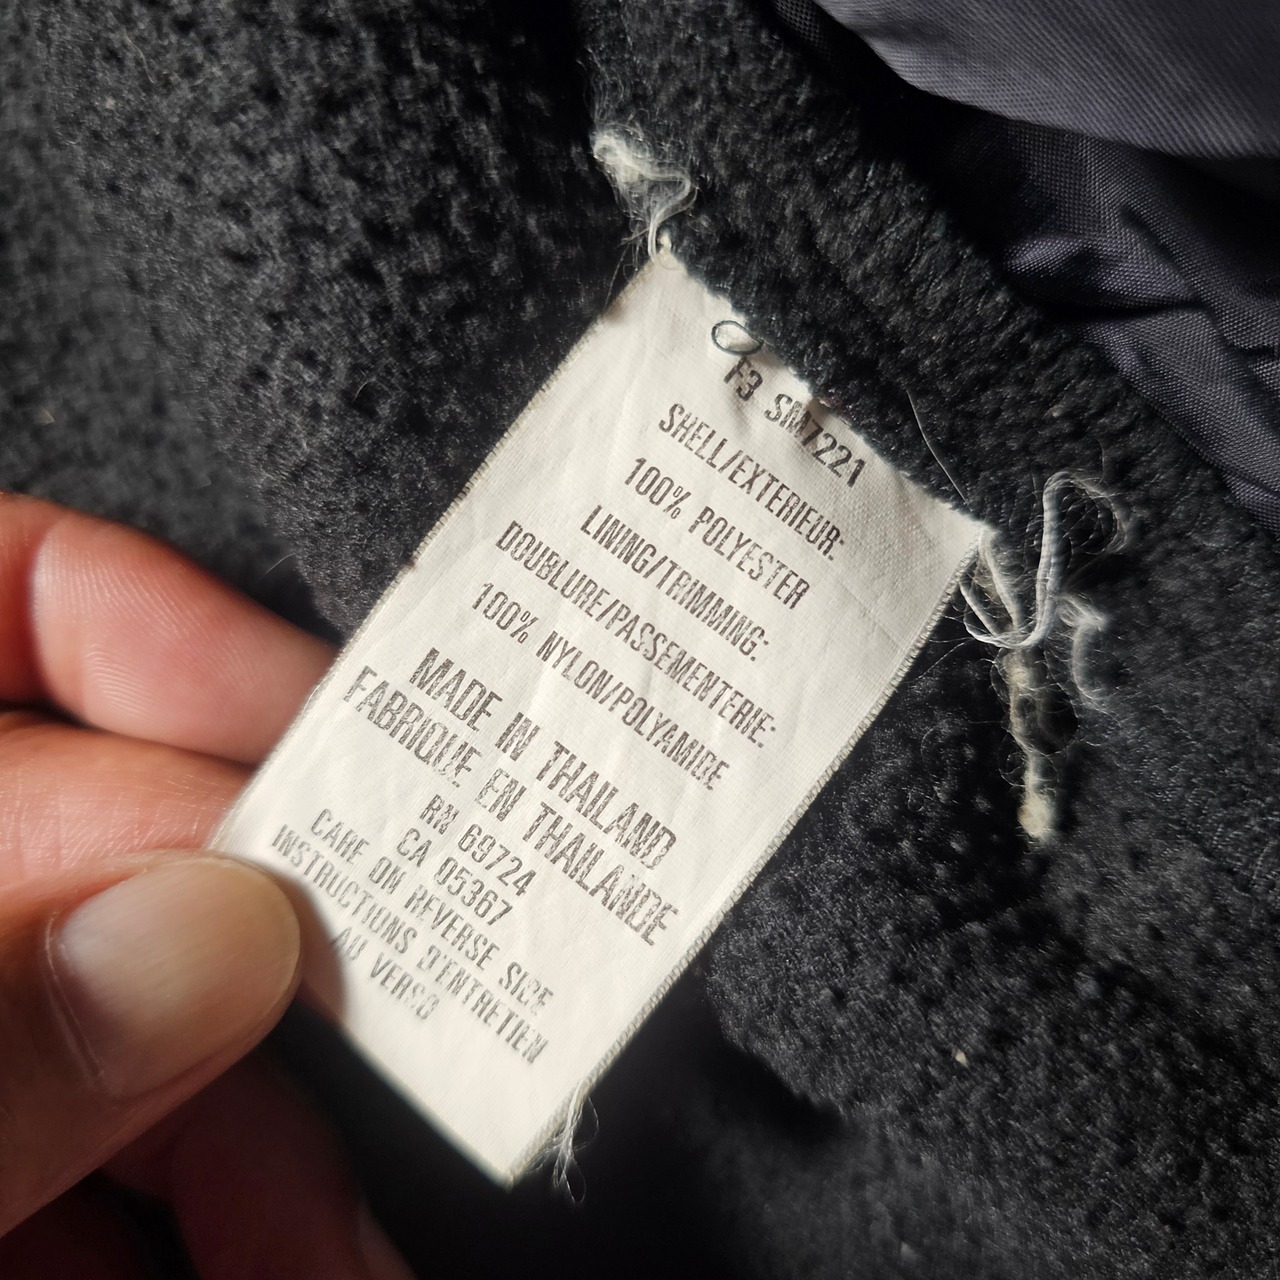 F3 SM7221
SHELL/EXTERIEUR:
100% POLYESTER
LINING/TRIMMING:
DOUBLURE/PASSEMENTERIE:
100% NYLON/POLYAMIDE
MADE IN THAILAND
FABRIQUE EN THAILANDE
RN 69724
CA 05367
CARE ON REVERSE SIDE
INSTRUCTIONS D'ENTRETIEN
AU VERSO